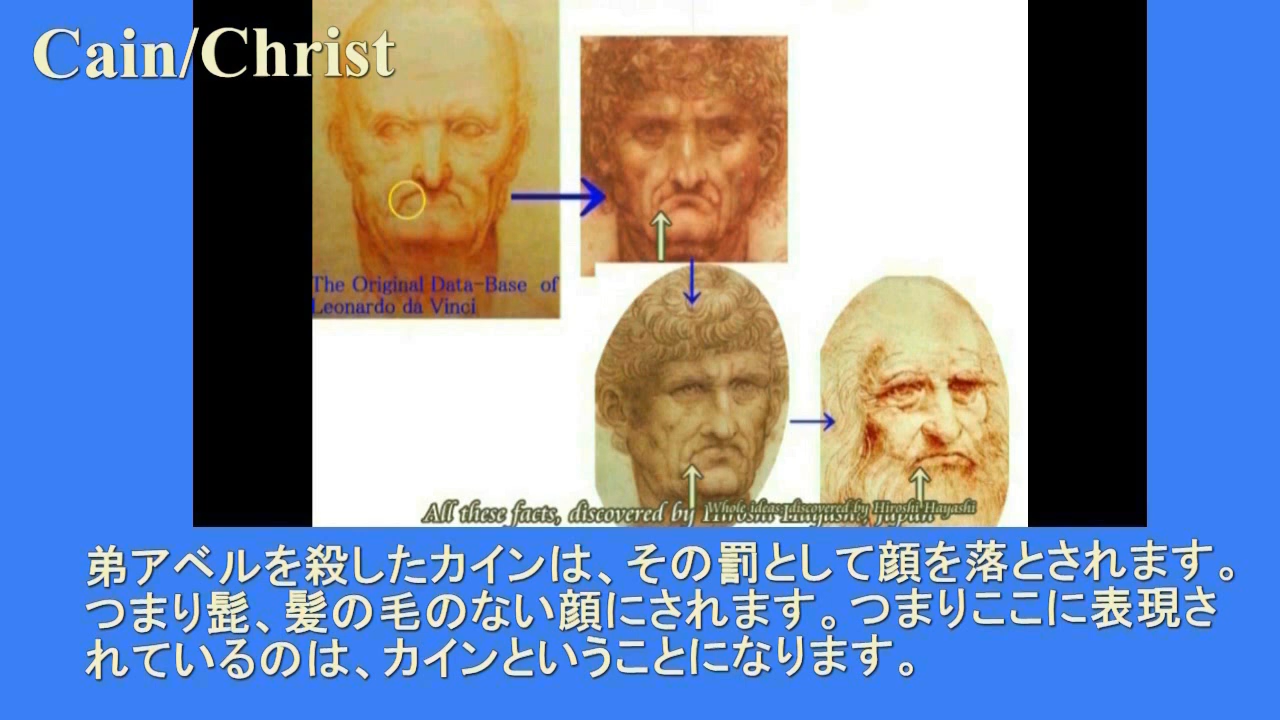 Cain/Christ
The Original Data-Base of
Leonardo da Vinci
All these facts, discovered by Hiroshi Hayashi, Japan
Whole ideas discovered by Hiroshi Hayashi
弟アベルを殺したカインは、その罰として顔を落とされます。
つまり髭、髪の毛のない顔にされます。つまりここに表現さ
れているのは、カインということになります。